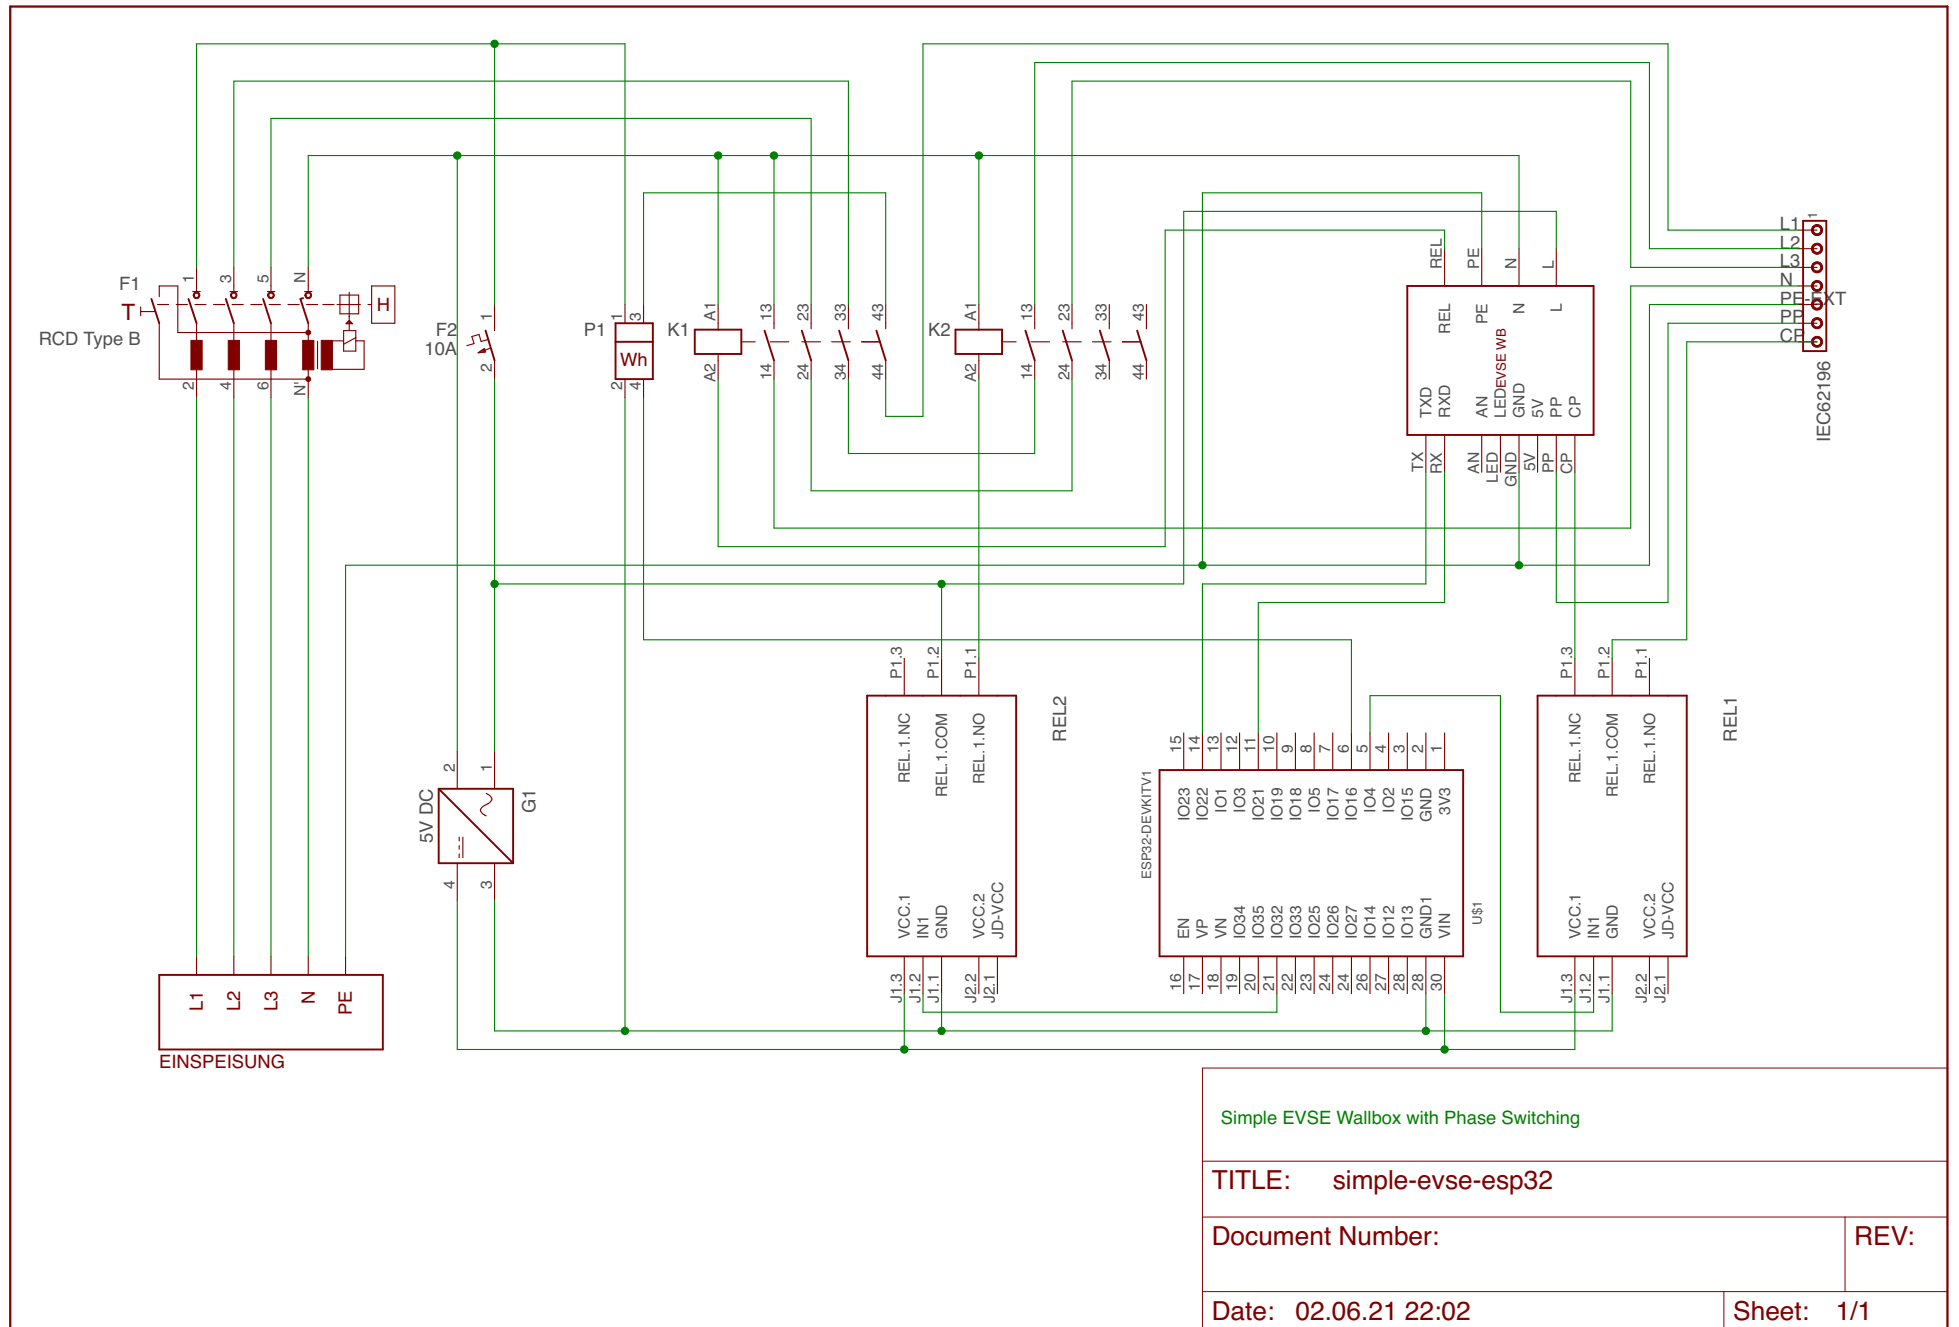 F1
T
RCD Type B
1
3
5
N
H
2
4
6
N'
F2
10A
1
2
P1
1
3
Wh
2
4
K1
A1
A2
13
23
33
43
14
24
34
44
K2
A1
A2
13
23
33
43
14
24
34
44
REL
PE
N
L
REL
PE
N
L
EVSE WB
TXD
RXD
AN
LED
GND
5V
PP
CP
TX
RX
AN
LED
GND
5V
PP
CP
1
L1
L2
L3
N
PE-EXT
PP
CP
IEC62196
5V DC
2
1
4
3
G1
P1.3
P1.2
P1.1
REL2
REL.1.NC
REL.1.COM
REL.1.NO
VCC.1
IN1
GND
VCC.2
JD-VCC
J1.3
J1.2
J1.1
J2.2
J2.1
ESP32-DEVKITV1
15
14
13
12
11
10
9
8
7
6
5
4
3
2
1
IO23
IO22
IO1
IO3
IO21
IO19
IO18
IO5
IO17
IO16
IO4
IO2
IO15
GND
3V3
EN
VP
VN
IO34
IO35
IO32
IO33
IO25
IO26
IO27
IO14
IO12
IO13
GND1
VIN
16
17
18
19
20
21
22
23
24
24
26
27
28
28
30
U$1
P1.3
P1.2
P1.1
REL1
REL.1.NC
REL.1.COM
REL.1.NO
VCC.1
IN1
GND
VCC.2
JD-VCC
J1.3
J1.2
J1.1
J2.2
J2.1
L1
L2
L3
N
PE
EINSPEISUNG
Simple EVSE Wallbox with Phase Switching
TITLE: simple-evse-esp32
Document Number:
REV:
Date: 02.06.21 22:02
Sheet: 1/1